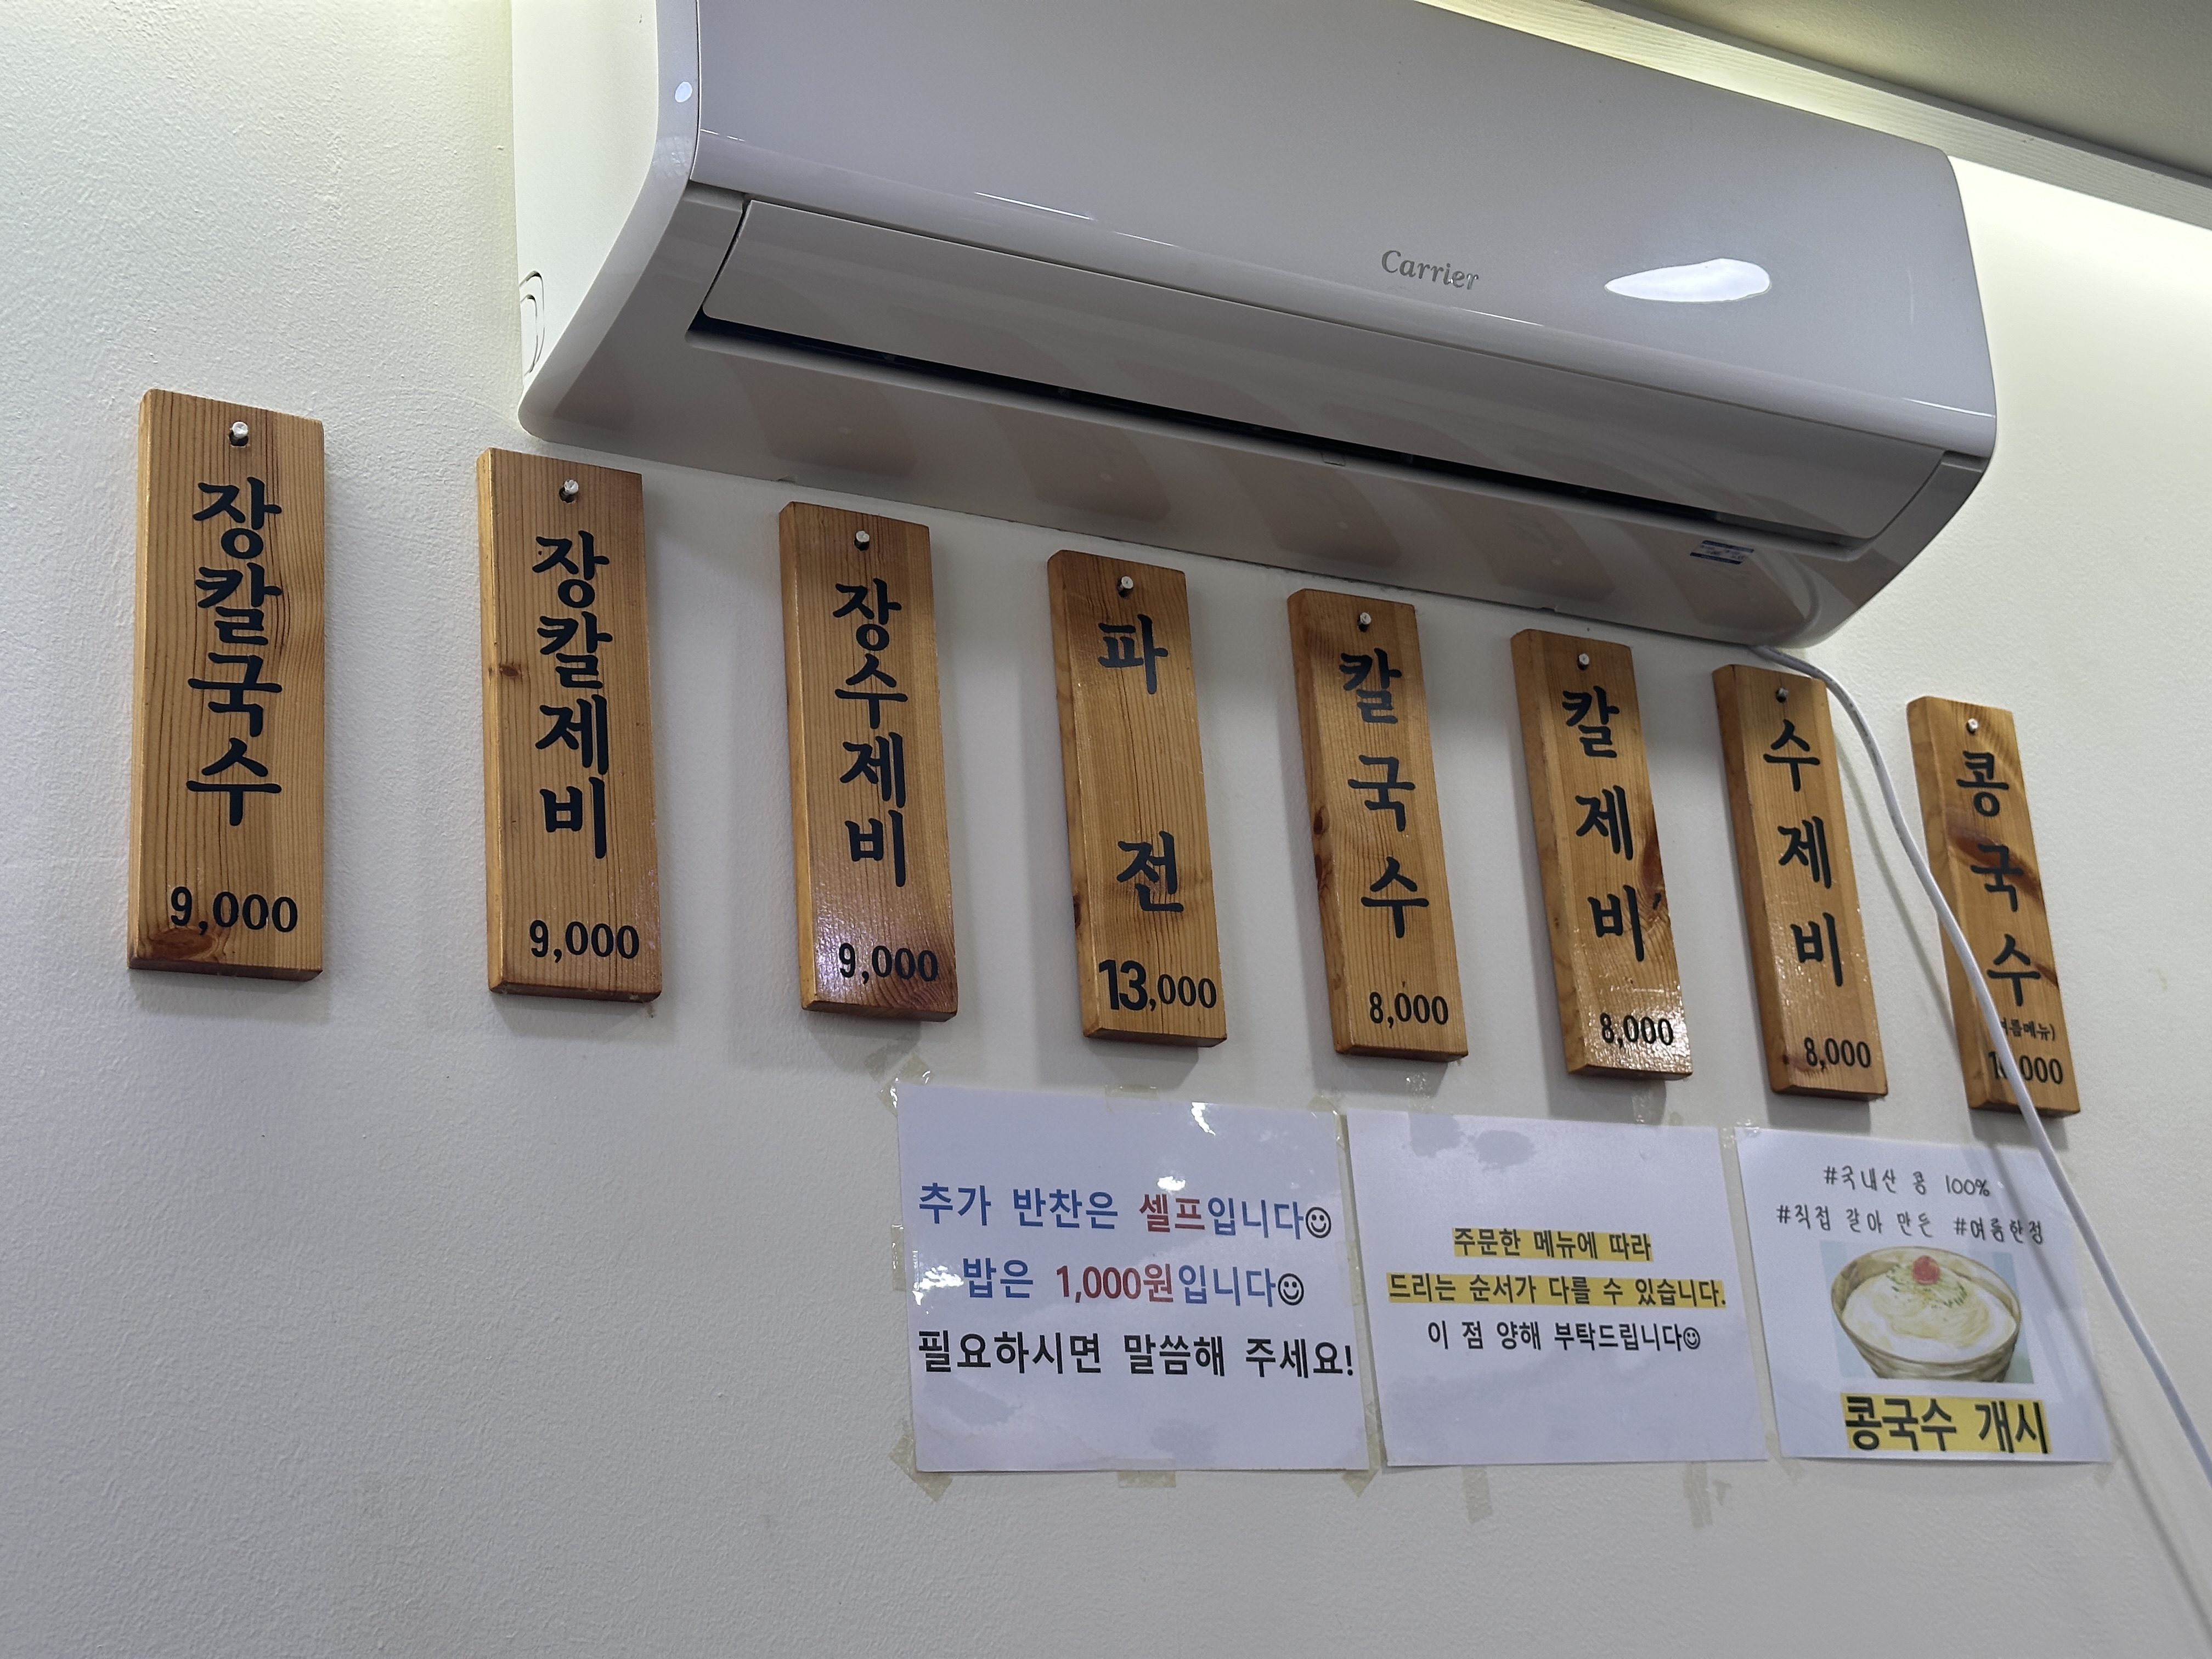 Carrier
장칼국수
9,000
장칼제비
9,000
장수제비
9,000
파전
13,000
칼국수
8,000
칼제비
8,000
수제비
8,000
콩국수
추가 반찬은 셀프입니다☺
밥은 1,000원입니다☺
필요하시면 말씀해 주세요!
주문한 메뉴에 따라
드리는 순서가 다를 수 있습니다.
이 점 양해 부탁드립니다☺
#국내산 콩 100%
#직접 갈아 만든 #여름한정
콩국수 개시